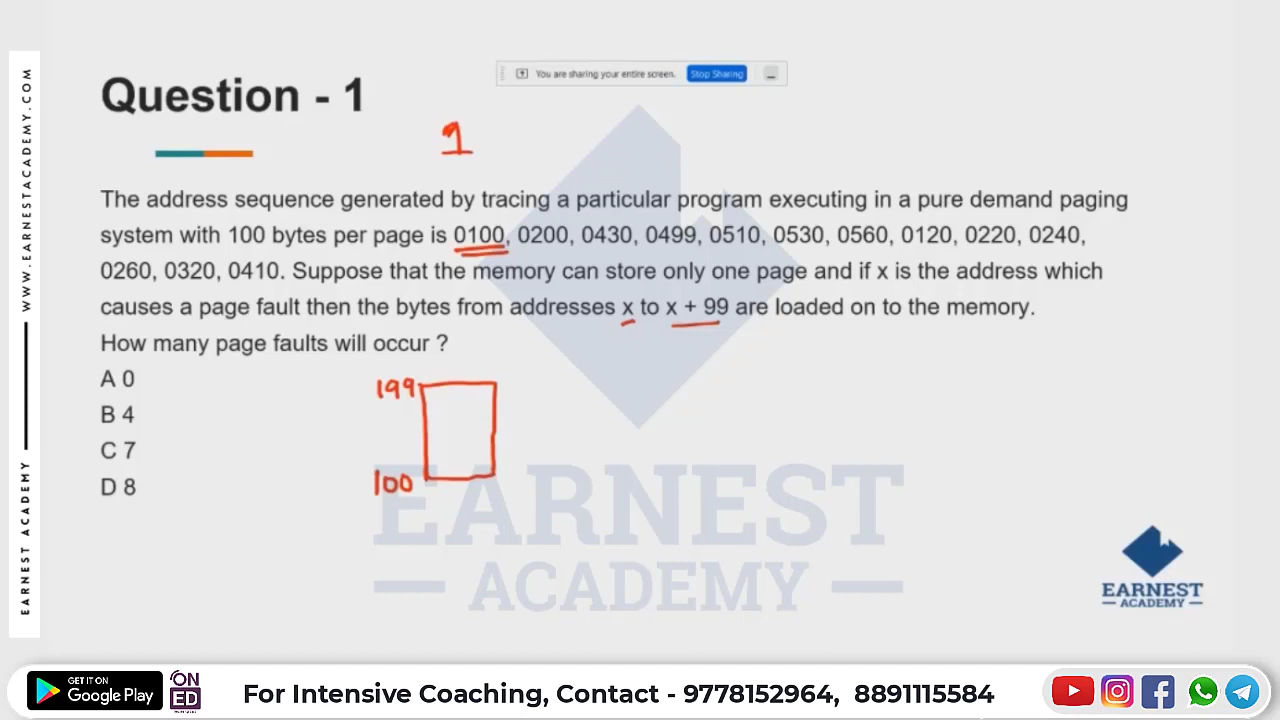 Question - 1
You are sharing your entire screen. Stop Sharing
1
The address sequence generated by tracing a particular program executing in a pure demand paging
system with 100 bytes per page is 0100, 0200, 0430, 0499, 0510, 0530, 0560, 0120, 0220, 0240,
0260, 0320, 0410. Suppose that the memory can store only one page and if x is the address which
causes a page fault then the bytes from addresses x to x + 99 are loaded on to the memory.
How many page faults will occur ?
A 0
B 4
C 7
D 8
199
100
EARNEST
ACADEMY
EARNEST
ACADEMY
EARNEST ACADEMY WWW.EARNESTACADEMY.COM
GET IT ON
Google Play
ON
ED
For Intensive Coaching, Contact - 9778152964, 8891115584